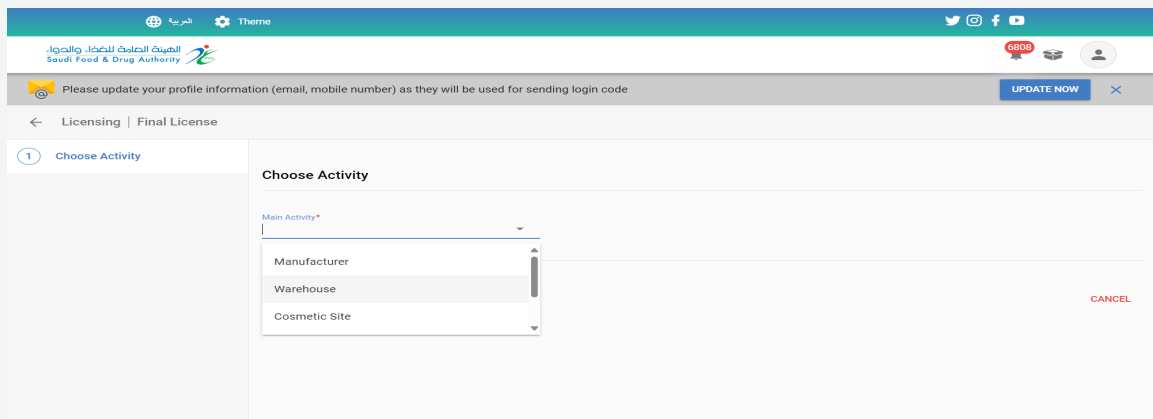 العربية
Theme
الهيئة العامة للغذاء والدواء
Saudi Food & Drug Authority
6808
Please update your profile information (email, mobile number) as they will be used for sending login code
UPDATE NOW
Licensing | Final License
1 Choose Activity
Choose Activity
Main Activity*
Manufacturer
Warehouse
Cosmetic Site
CANCEL